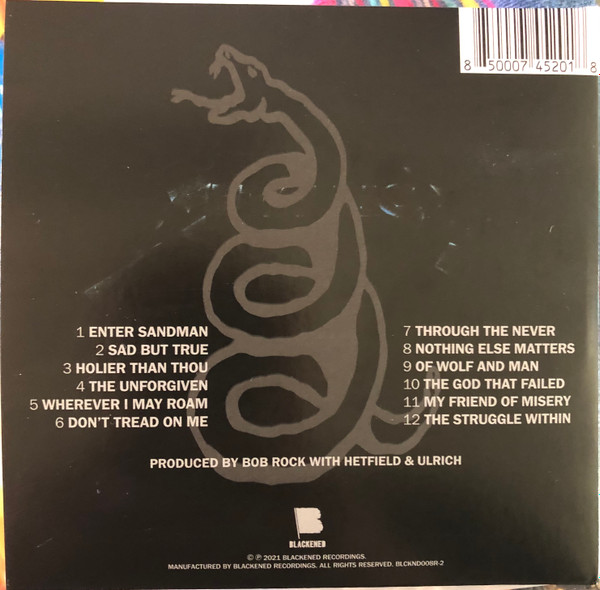 8 50007 45201 8
1 ENTER SANDMAN
2 SAD BUT TRUE
3 HOLIER THAN THOU
4 THE UNFORGIVEN
5 WHEREVER I MAY ROAM
6 DON'T TREAD ON ME
7 THROUGH THE NEVER
8 NOTHING ELSE MATTERS
9 OF WOLF AND MAN
10 THE GOD THAT FAILED
11 MY FRIEND OF MISERY
12 THE STRUGGLE WITHIN
PRODUCED BY BOB ROCK WITH HETFIELD & ULRICH
B
BLACKENED
© ℗ 2021 BLACKENED RECORDINGS.
MANUFACTURED BY BLACKENED RECORDINGS. ALL RIGHTS RESERVED. BLCKND008R-2